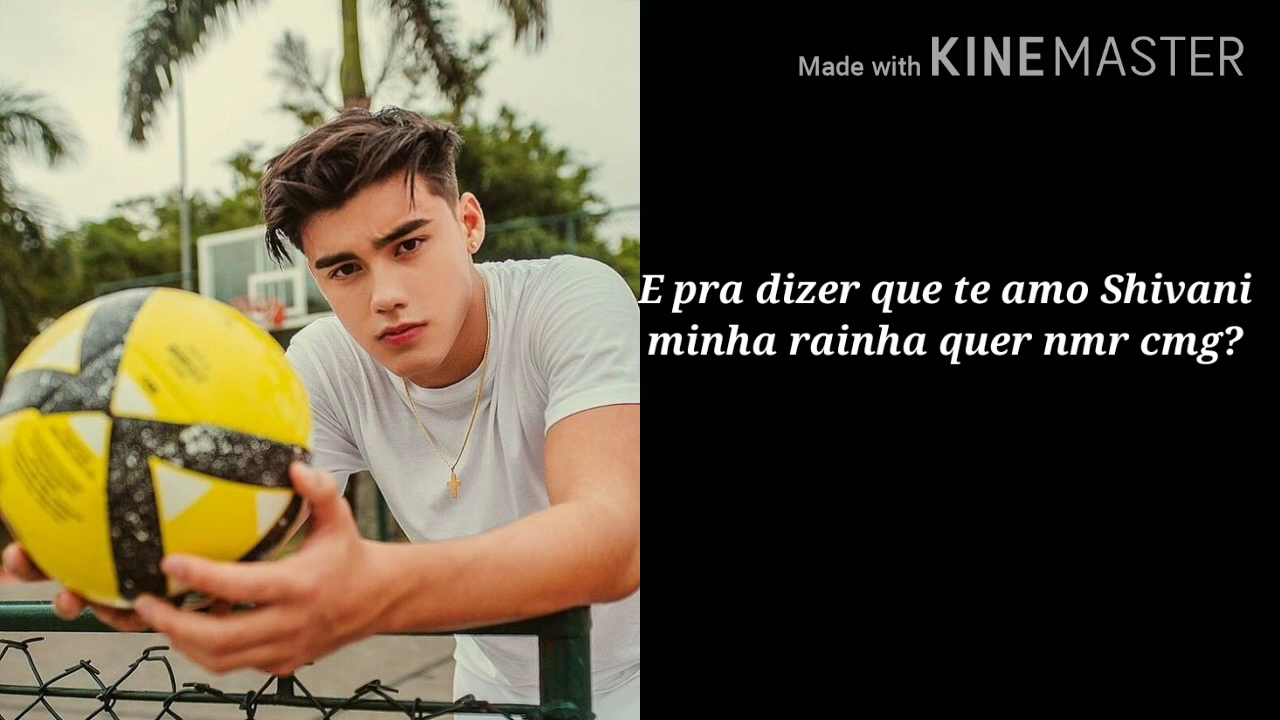 Made with KINEMASTER
E pra dizer que te amo Shivani
minha rainha quer nmr cmg?